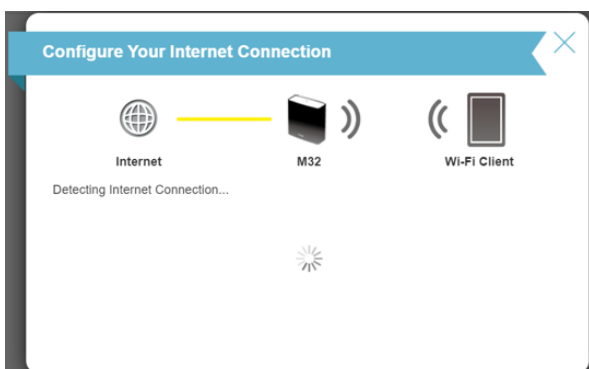 Configure Your Internet Connection
Internet
M32
Wi-Fi Client
Detecting Internet Connection...